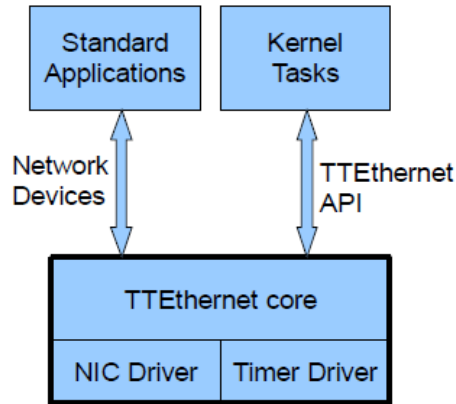 Standard
Applications
Kernel
Tasks
Network
Devices
TTEthernet
API
TTEthernet core
NIC Driver
Timer Driver